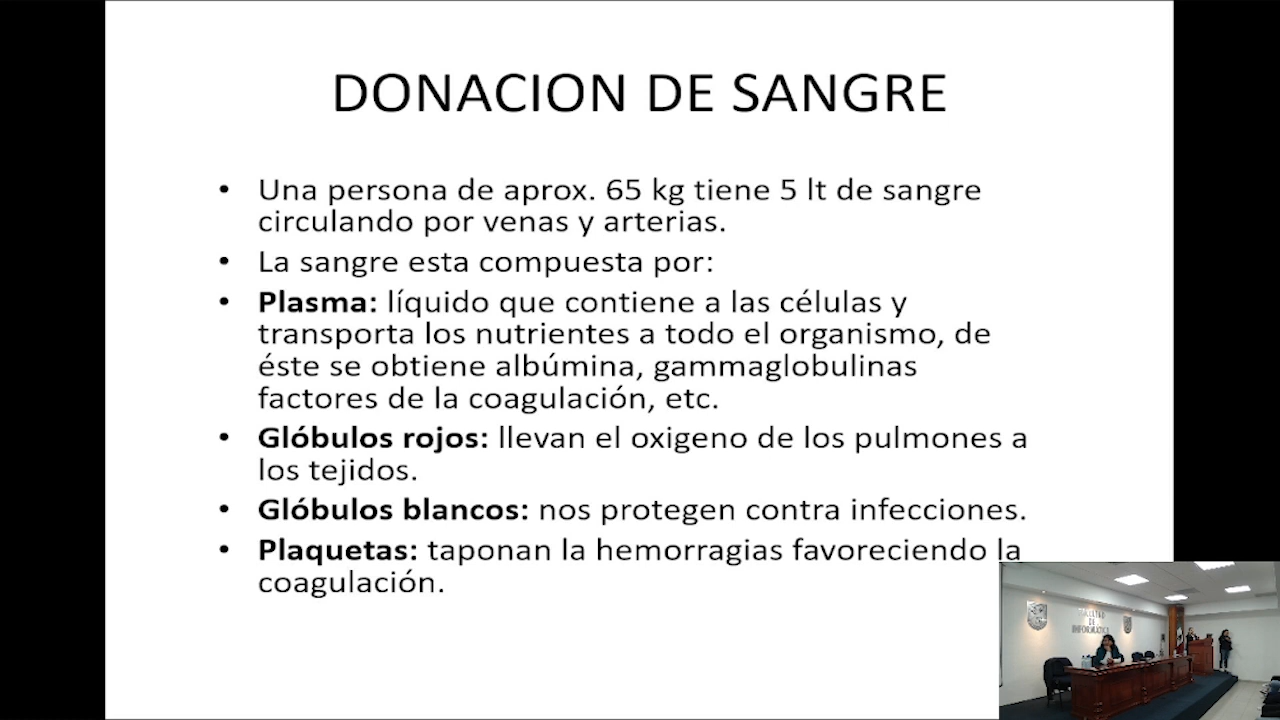 DONACION DE SANGRE
• Una persona de aprox. 65 kg tiene 5 lt de sangre
circulando por venas y arterias.
• La sangre esta compuesta por:
• Plasma: líquido que contiene a las células y
transporta los nutrientes a todo el organismo, de
éste se obtiene albúmina, gammaglobulinas
factores de la coagulación, etc.
• Glóbulos rojos: llevan el oxigeno de los pulmones a
los tejidos.
• Glóbulos blancos: nos protegen contra infecciones.
• Plaquetas: taponan la hemorragias favoreciendo la
coagulación.
FACULTAD
DE
INFORMATICA